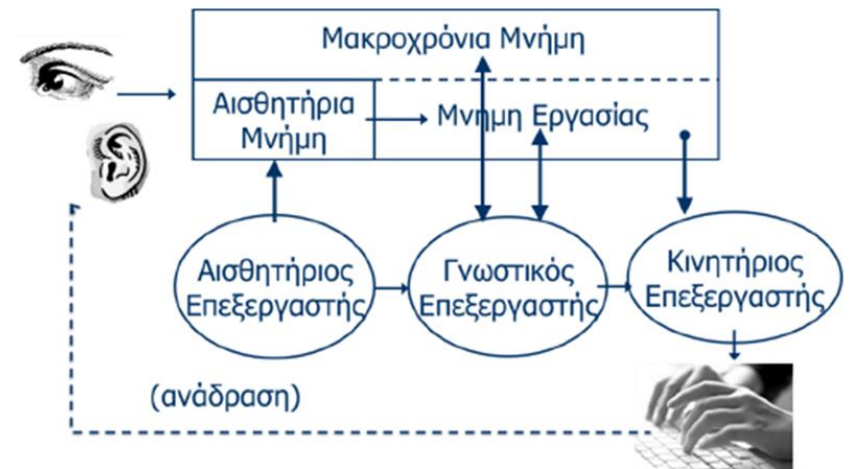 Μακροχρόνια Μνήμη
Αισθητήρια
Μνήμη
Μνημη Εργασίας
Αισθητήριος
Επεξεργαστής
Γνωστικός
Επεξεργαστής
Κινητήριος
Επεξεργαστής
(ανάδραση)